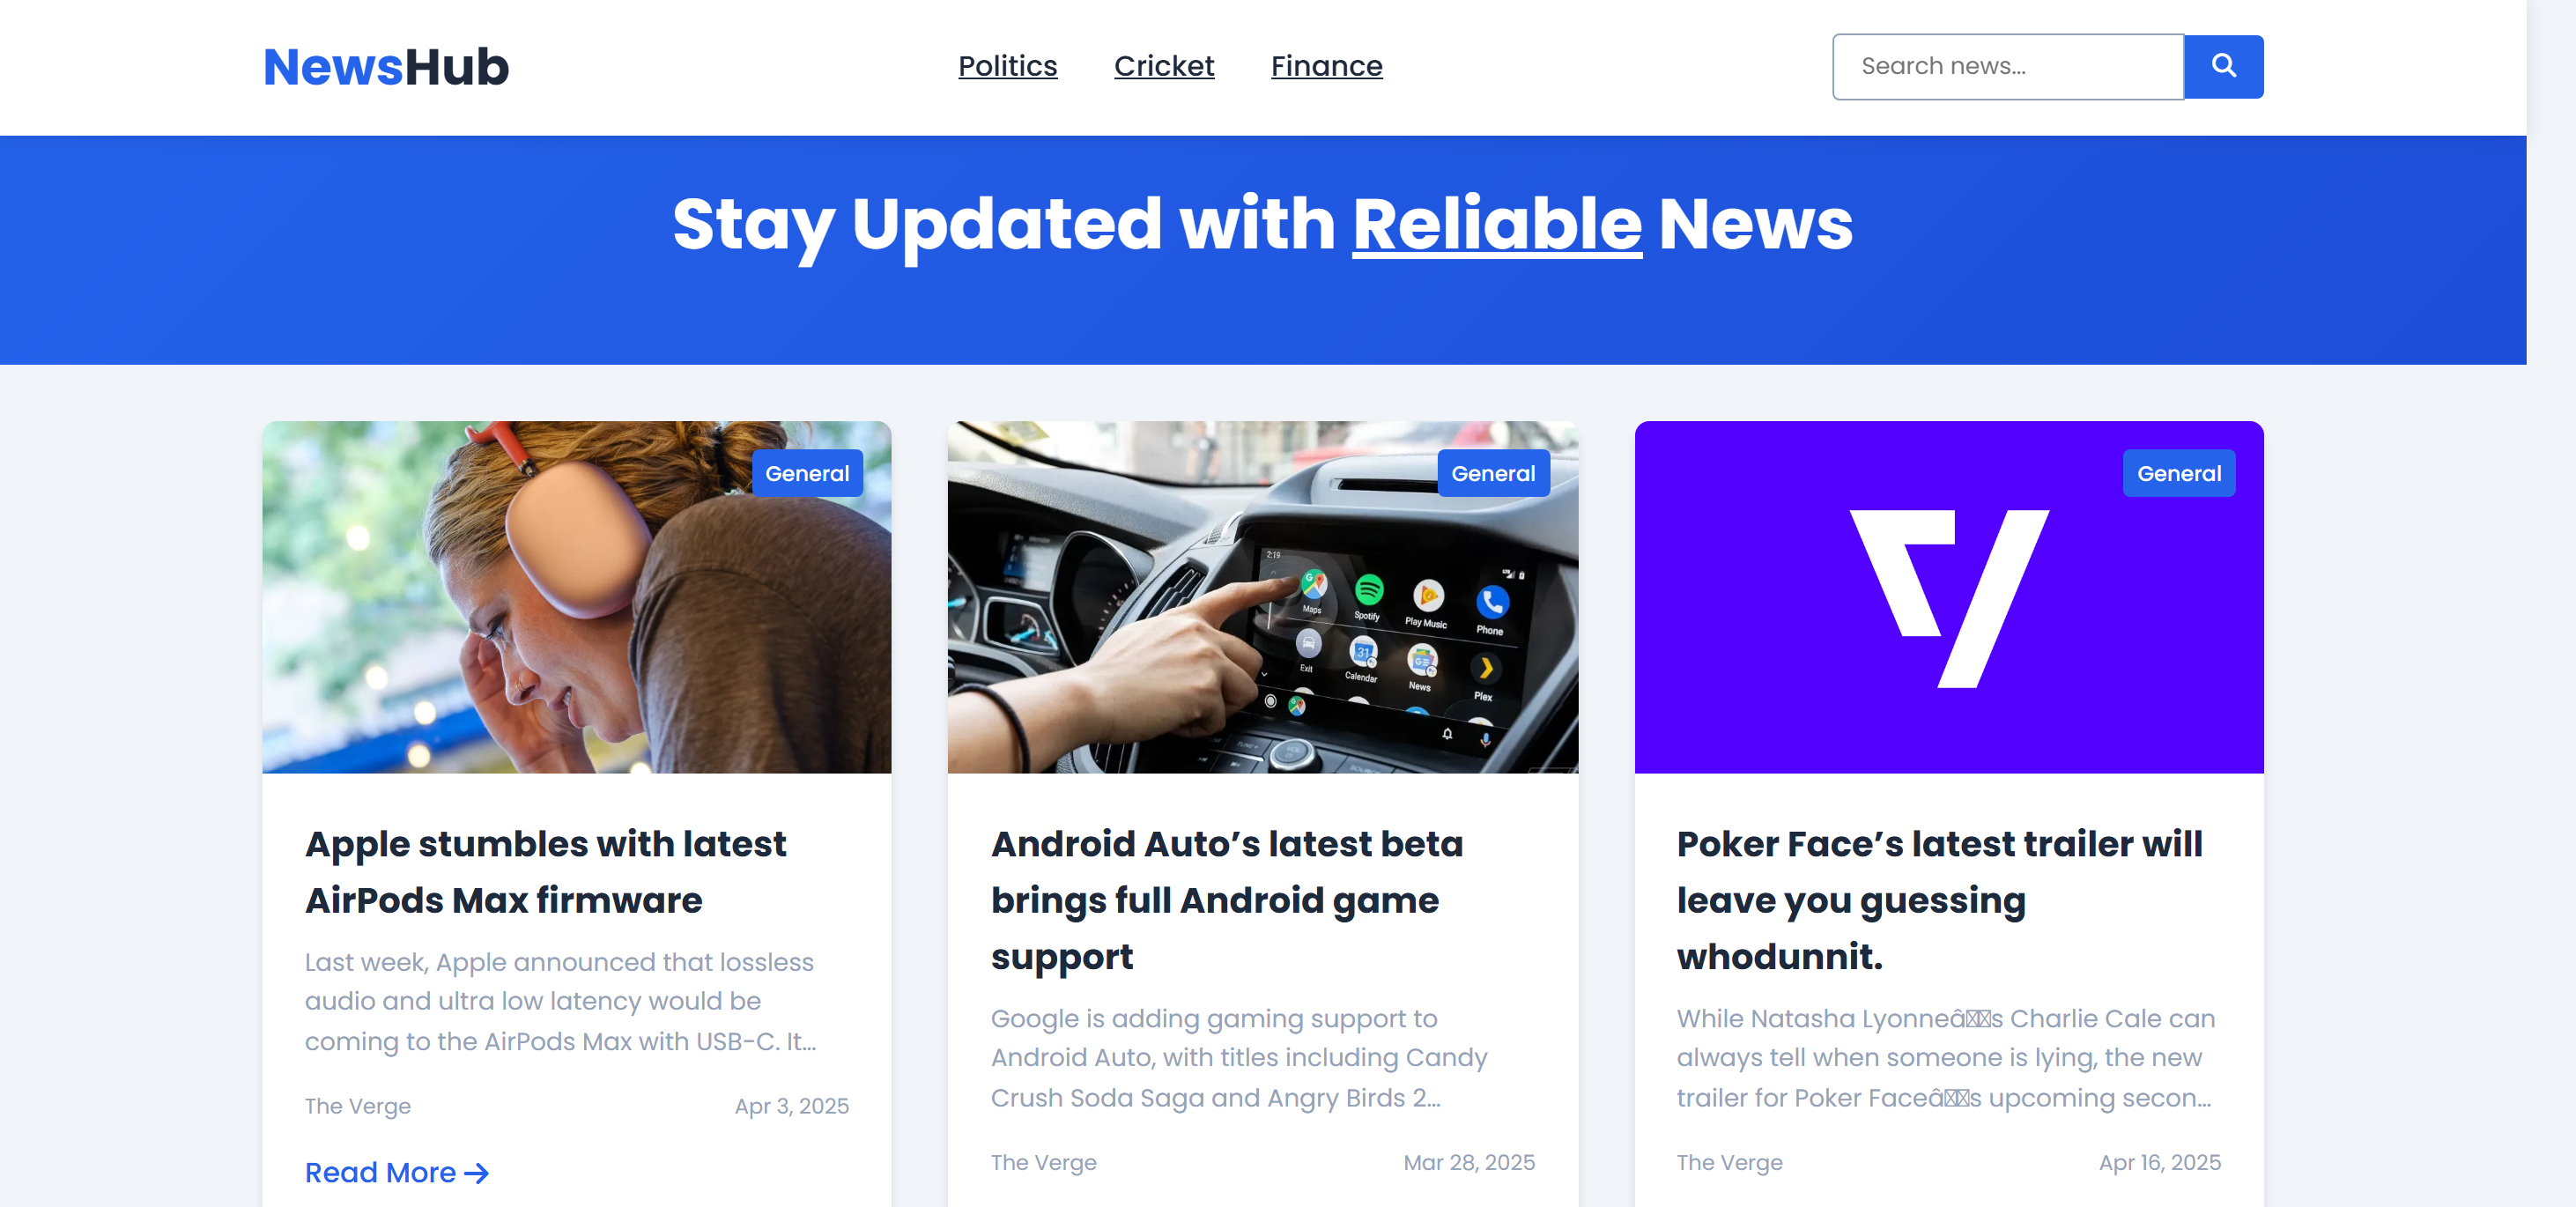 NewsHub
Politics Cricket Finance
Search news...
Stay Updated with Reliable News
General
Apple stumbles with latest
AirPods Max firmware
Last week, Apple announced that lossless
audio and ultra low latency would be
coming to the AirPods Max with USB-C. It...
The Verge Apr 3, 2025
Read More
General
2:19
Maps Spotify Play Music Phone
Exit Calendar News Plex
31
VOL
TUNE
SOURCE
Android Auto’s latest beta
brings full Android game
support
Google is adding gaming support to
Android Auto, with titles including Candy
Crush Soda Saga and Angry Birds 2...
The Verge Mar 28, 2025
General
Poker Face’s latest trailer will
leave you guessing
whodunnit.
While Natasha Lyonneâs Charlie Cale can
always tell when someone is lying, the new
trailer for Poker Faceâs upcoming secon...
The Verge Apr 16, 2025